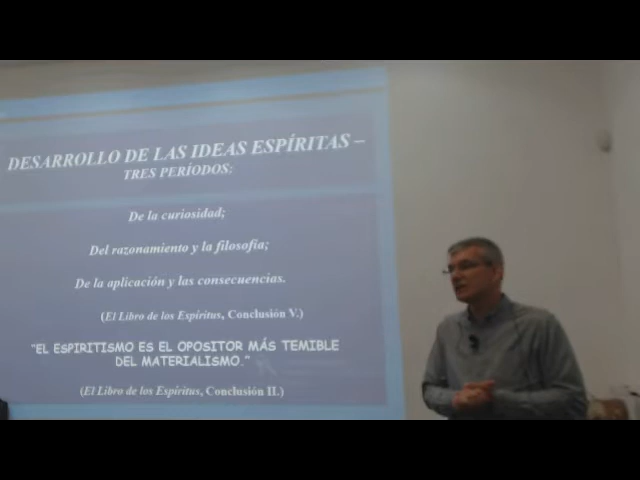 DESARROLLO DE LAS IDEAS ESPÍRITAS –
TRES PERÍODOS:
De la curiosidad;
Del razonamiento y la filosofía;
De la aplicación y las consecuencias.
(El Libro de los Espíritus, Conclusión V.)
"EL ESPIRITISMO ES EL OPOSITOR MÁS TEMIBLE
DEL MATERIALISMO."
(El Libro de los Espíritus, Conclusión II.)